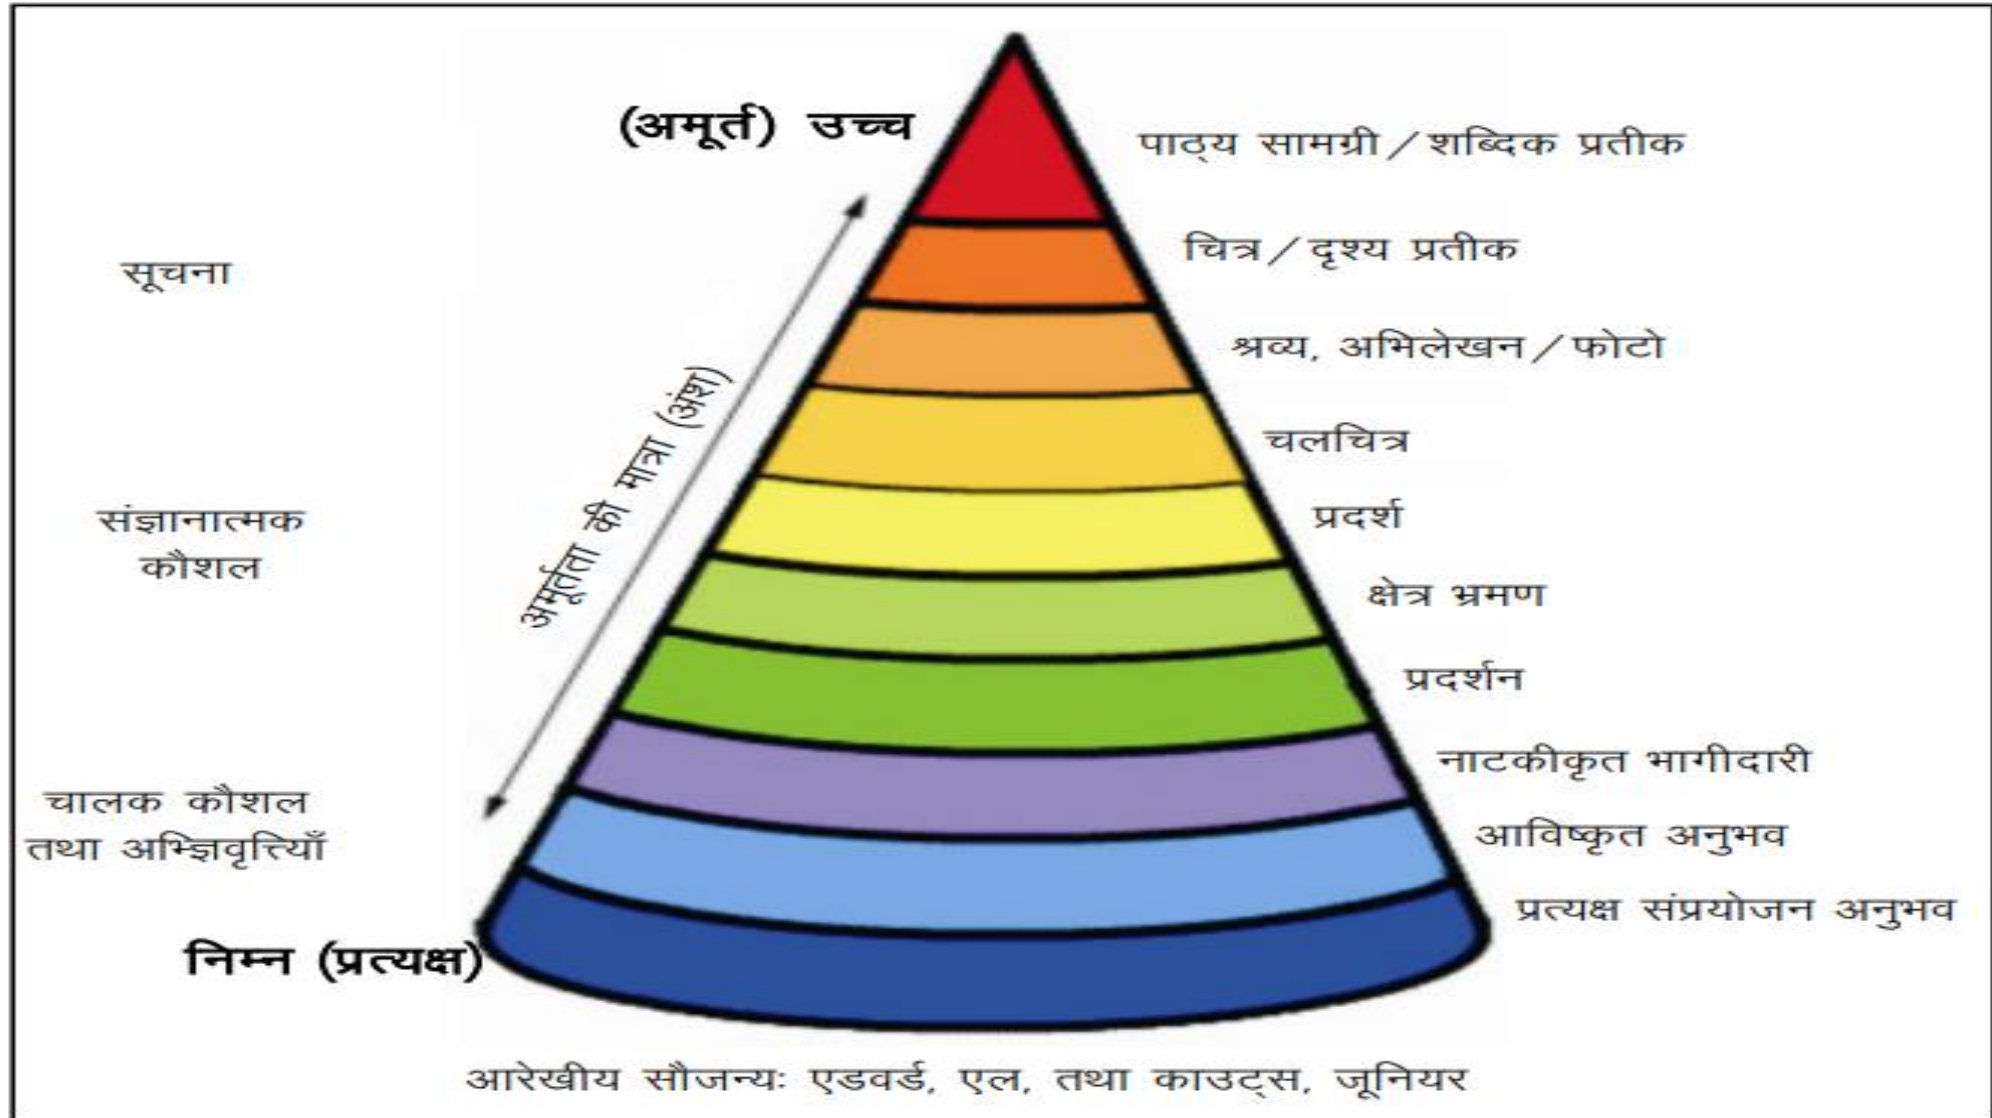 (अमूर्त) उच्च
पाठ्य सामग्री / शब्दिक प्रतीक
चित्र / दृश्य प्रतीक
सूचना
श्रव्य, अभिलेखन / फोटो
चलचित्र
अमूर्तता की मात्रा (अंश)
प्रदर्श
संज्ञानात्मक
कौशल
क्षेत्र भ्रमण
प्रदर्शन
नाटकीकृत भागीदारी
चालक कौशल
तथा अभ्ज्ञिवृत्त्यिाँ
आविष्कृत अनुभव
प्रत्यक्ष संप्रयोजन अनुभव
निम्न (प्रत्यक्ष)
आरेखीय सौजन्यः एडवर्ड, एल, तथा काउट्स, जूनियर